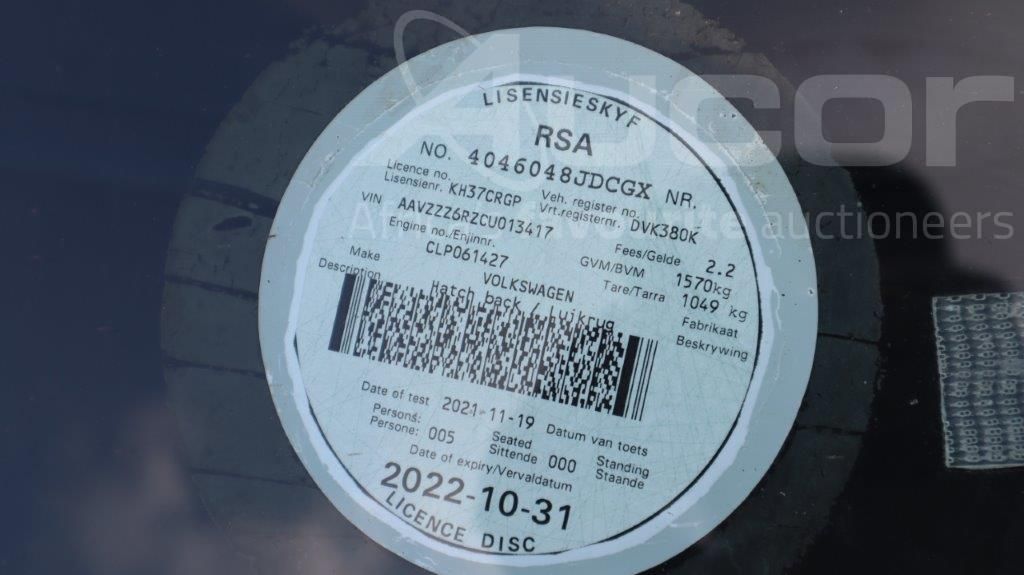 Aucor
Africa's favourite auctioneers
LISENSIESKYF
RSA
NO. 4046048JDCGX NR.
Licence no. Veh. register no.
Lisensienr. KH37CRGP Vrt.registernr. DVK380K
VIN AAVZZZ6RZCU013417
Engine no./Enjinnr. Fees/Gelde 2.2
CLP061427 GVM/BVM 1570kg
Tare/Tarra 1049 kg
Make VOLKSWAGEN Fabrikaat
Description Hatch back / Luikrug Beskrywing
Date of test 2021-11-19 Datum van toets
Persons: Seated Standing
Persone: 005 Sittende 000 Staande
Date of expiry/Vervaldatum
2022-10-31
LICENCE DISC